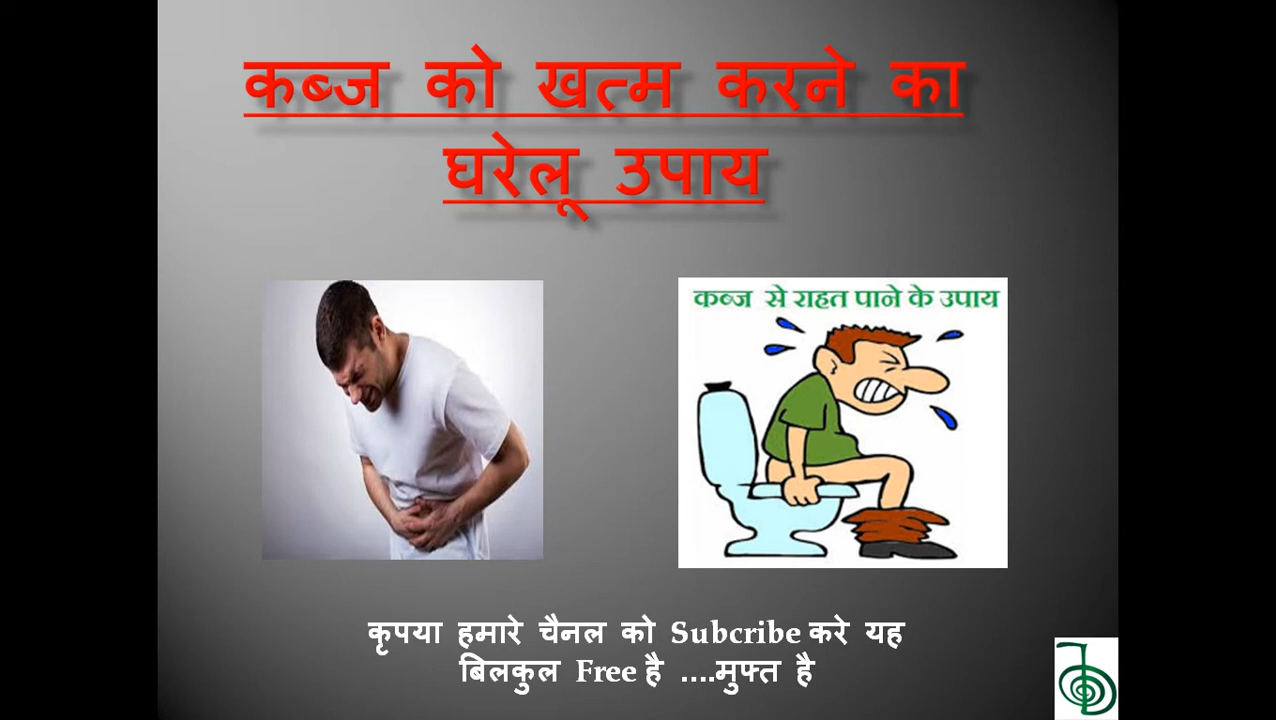 कब्ज को खत्म करने का
घरेलू उपाय
कब्ज से राहत पाने के उपाय
कृपया हमारे चैनल को Subcribe करे यह
बिलकुल Free है ....मुफ्त है